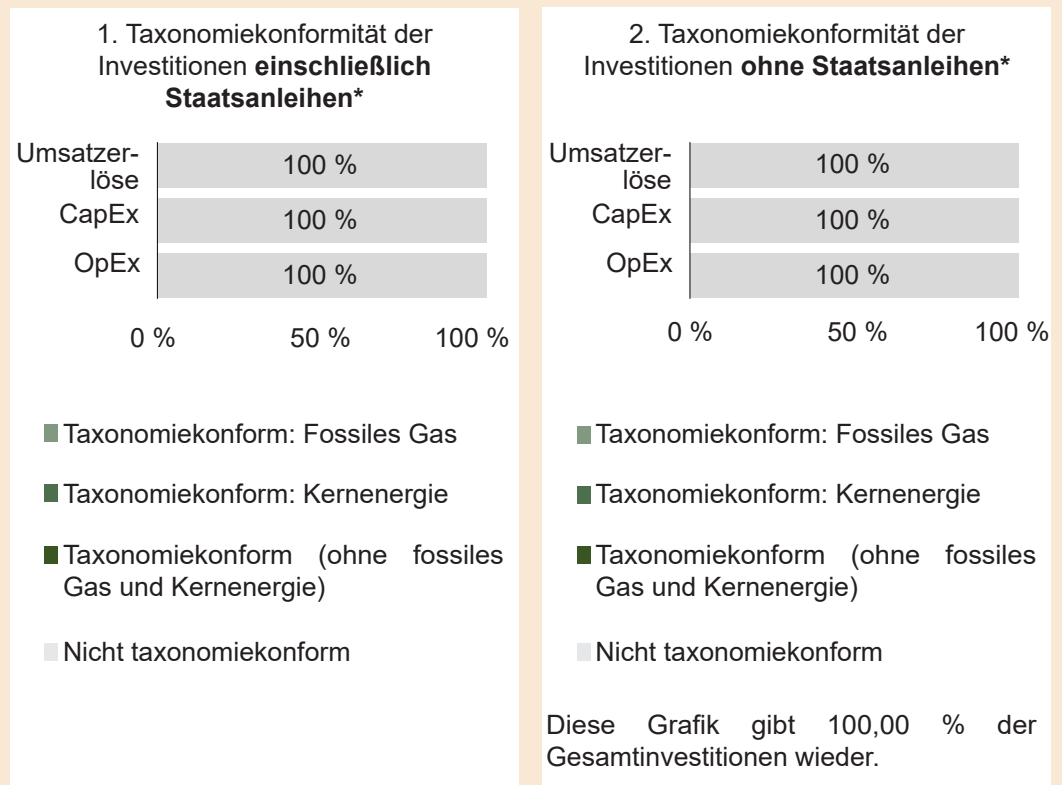 1. Taxonomiekonformität der
Investitionen einschließlich
Staatsanleihen*
Umsatzer-
löse
100 %
CapEx
100 %
OpEx
100 %
0 % 50 % 100 %
Taxonomiekonform: Fossiles Gas
Taxonomiekonform: Kernenergie
Taxonomiekonform (ohne fossiles
Gas und Kernenergie)
Nicht taxonomiekonform
2. Taxonomiekonformität der
Investitionen ohne Staatsanleihen*
Umsatzer-
löse
100 %
CapEx
100 %
OpEx
100 %
0 % 50 % 100 %
Taxonomiekonform: Fossiles Gas
Taxonomiekonform: Kernenergie
Taxonomiekonform (ohne fossiles
Gas und Kernenergie)
Nicht taxonomiekonform
Diese Grafik gibt 100,00 % der
Gesamtinvestitionen wieder.